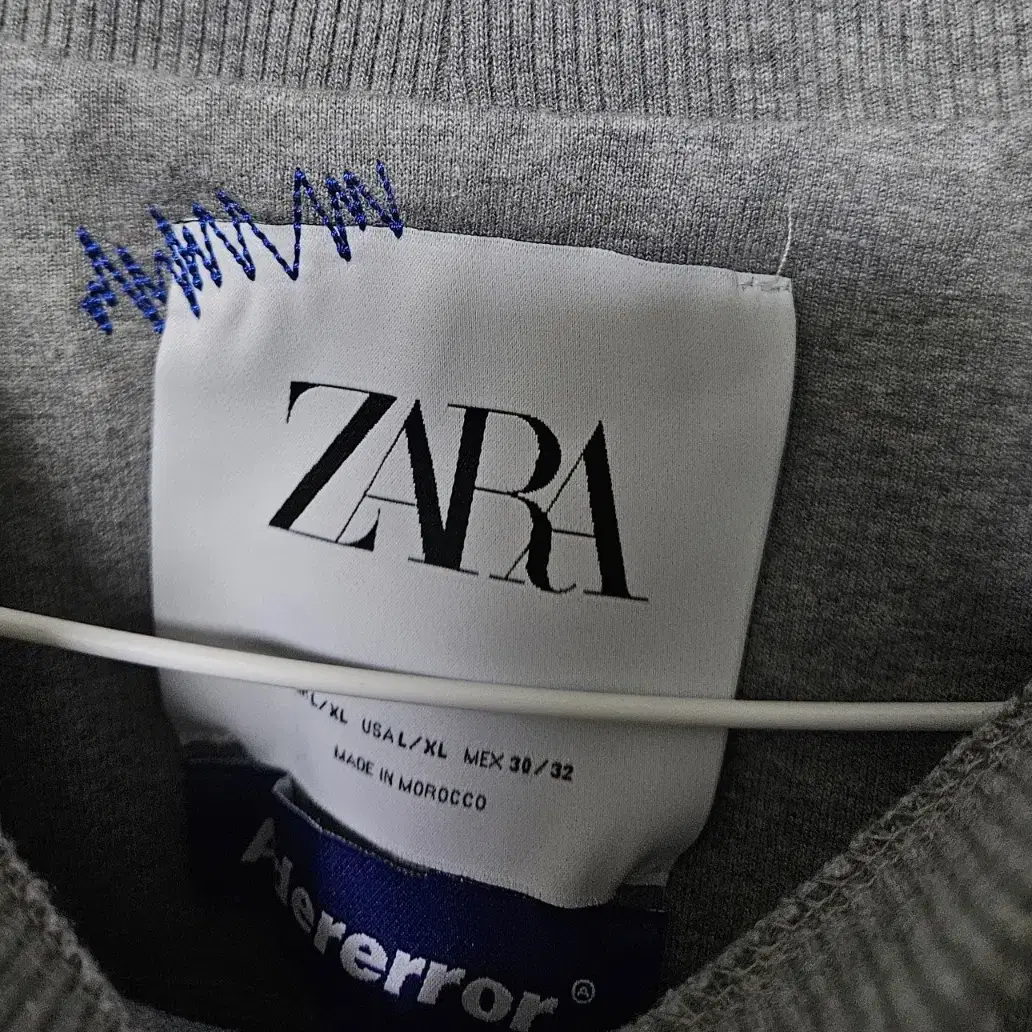 ZARA
L/XL USA L/XL MEX 30/32
MADE IN MOROCCO
Adererror Ⓐ